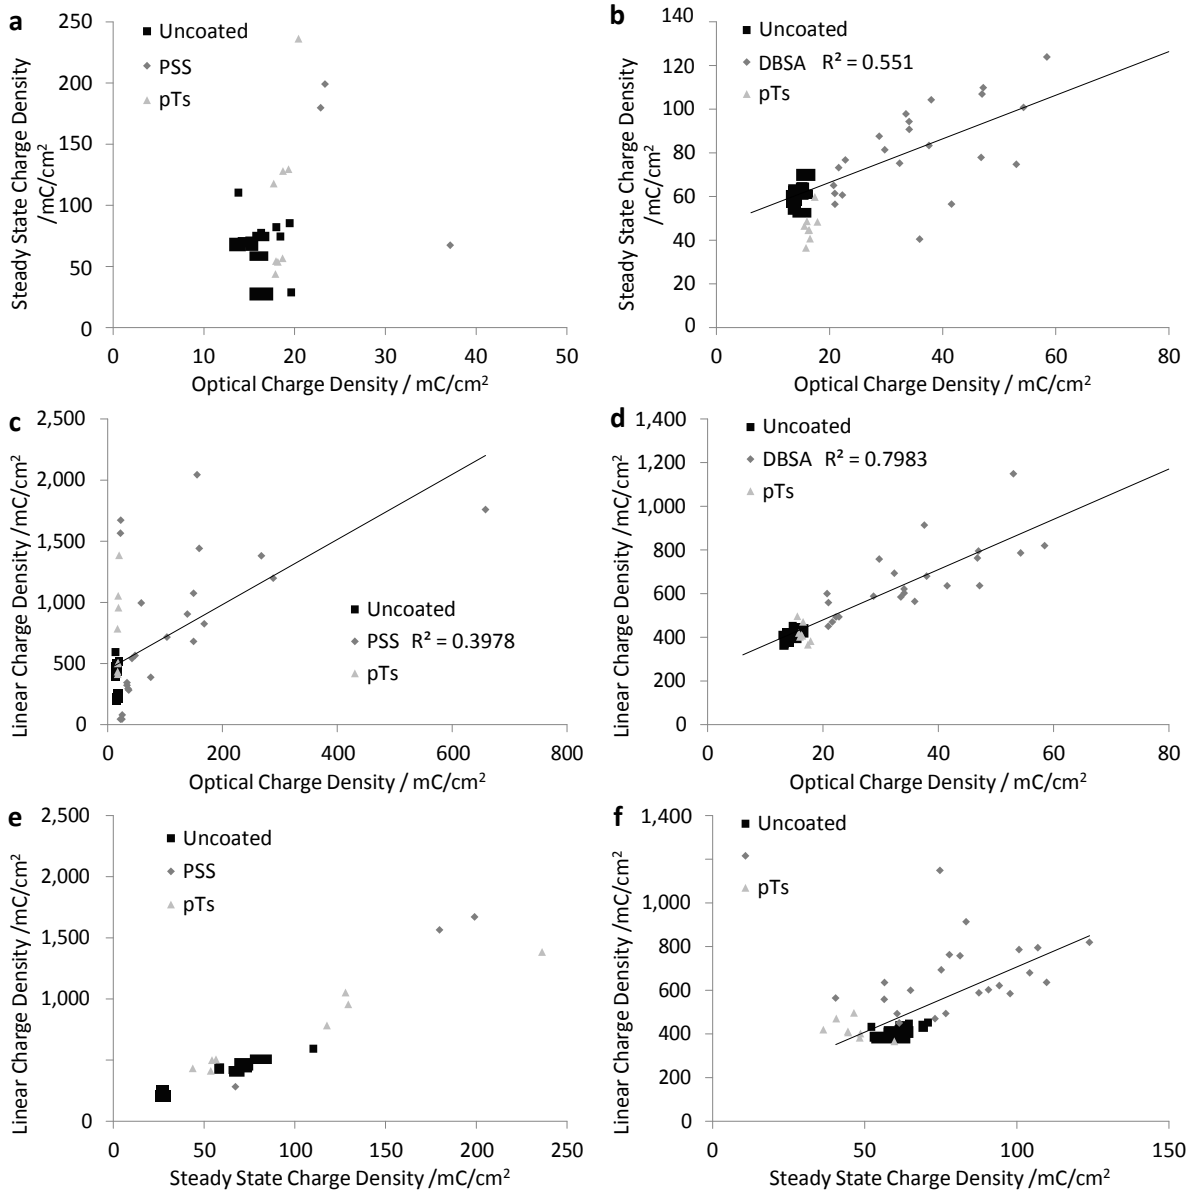 a
250
200
150
100
50
0
0 10 20 30 40 50
Steady State Charge Density
/mC/cm²
Optical Charge Density / mC/cm²
Uncoated
PSS
pTs
b
140
120
100
80
60
40
20
0
0 20 40 60 80
Steady State Charge Density
/mC/cm²
Optical Charge Density / mC/cm²
Uncoated
DBSA R² = 0.551
pTs
c
2,500
2,000
1,500
1,000
500
0
0 200 400 600 800
Linear Charge Density /mC/cm²
Optical Charge Density / mC/cm²
Uncoated
PSS R² = 0.3978
pTs
d
1,400
1,200
1,000
800
600
400
200
0
0 20 40 60 80
Linear Charge Density /mC/cm²
Optical Charge Density / mC/cm²
Uncoated
DBSA R² = 0.7983
pTs
e
2,500
2,000
1,500
1,000
0
0 50 100 150 200 250
Linear Charge Density /mC/cm²
Steady State Charge Density /mC/cm²
Uncoated
PSS
pTs
f
1,400
1,000
800
600
400
200
0
0 50 100 150
Linear Charge Density /mC/cm²
Steady State Charge Density /mC/cm²
Uncoated
pTs